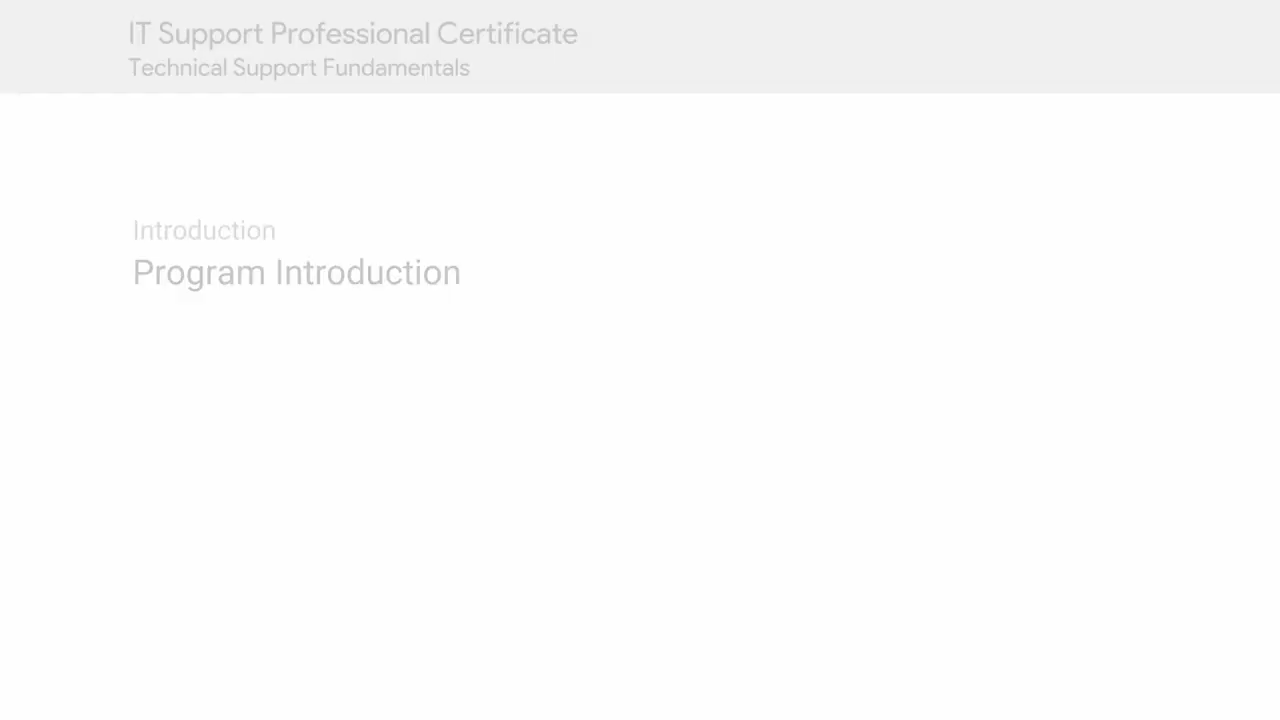 IT Support Professional Certificate
Technical Support Fundamentals
Introduction
Program Introduction